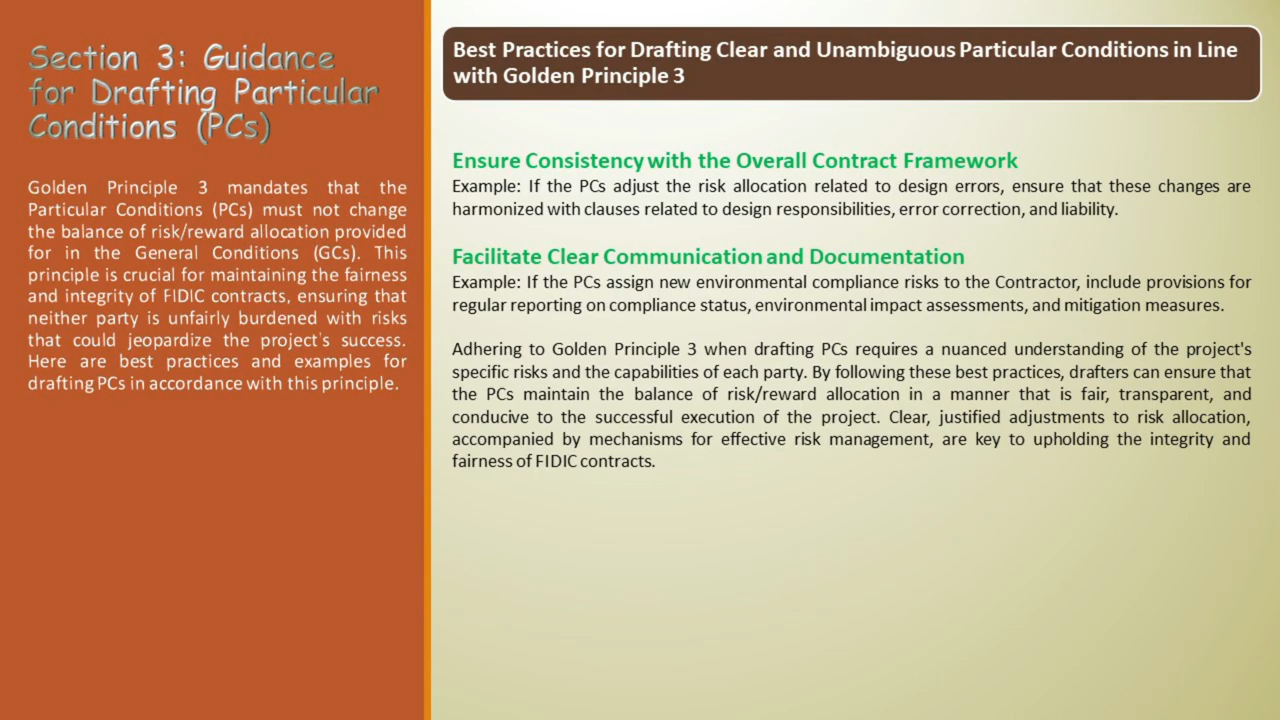 Section 3: Guidance
for Drafting Particular
Conditions (PCs)
Golden Principle 3 mandates that the
Particular Conditions (PCs) must not change
the balance of risk/reward allocation provided
for in the General Conditions (GCs). This
principle is crucial for maintaining the fairness
and integrity of FIDIC contracts, ensuring that
neither party is unfairly burdened with risks
that could jeopardize the project's success.
Here are best practices and examples for
drafting PCs in accordance with this principle.
Best Practices for Drafting Clear and Unambiguous Particular Conditions in Line
with Golden Principle 3
Ensure Consistency with the Overall Contract Framework
Example: If the PCs adjust the risk allocation related to design errors, ensure that these changes are
harmonized with clauses related to design responsibilities, error correction, and liability.
Facilitate Clear Communication and Documentation
Example: If the PCs assign new environmental compliance risks to the Contractor, include provisions for
regular reporting on compliance status, environmental impact assessments, and mitigation measures.
Adhering to Golden Principle 3 when drafting PCs requires a nuanced understanding of the project's
specific risks and the capabilities of each party. By following these best practices, drafters can ensure that
the PCs maintain the balance of risk/reward allocation in a manner that is fair, transparent, and
conducive to the successful execution of the project. Clear, justified adjustments to risk allocation,
accompanied by mechanisms for effective risk management, are key to upholding the integrity and
fairness of FIDIC contracts.